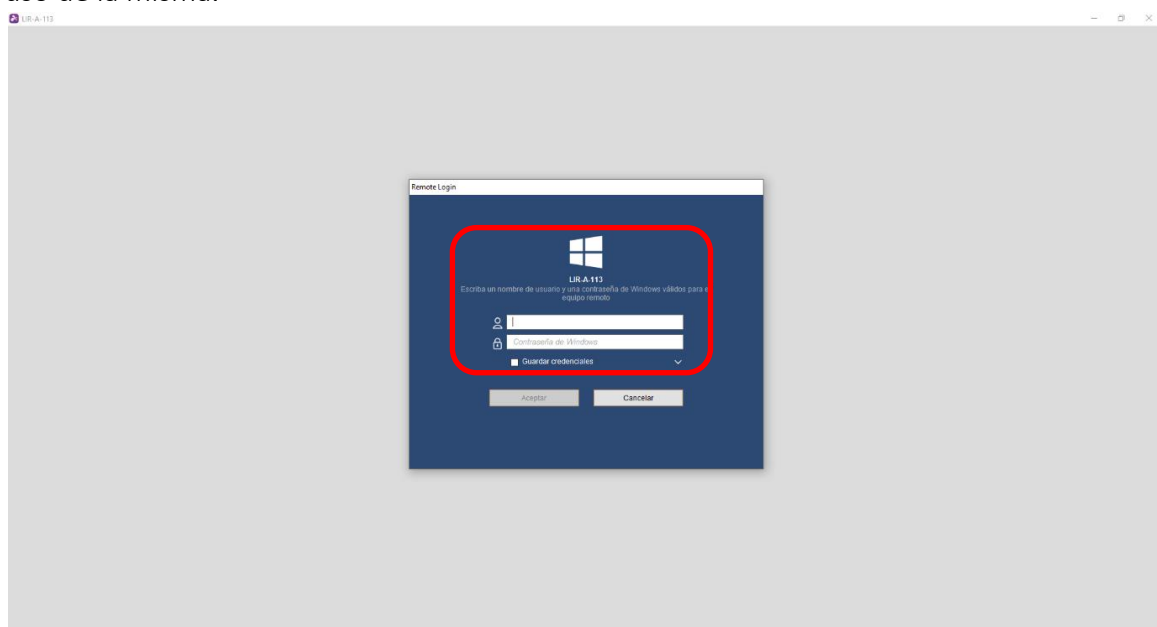 uso de la misma.
LIR-A-113
Remote Login
LIR-A-113
Escriba un nombre de usuario y una contraseña de Windows válidos para e
equipo remoto
Contraseña de Windows
Guardar credenciales
Aceptar
Cancelar